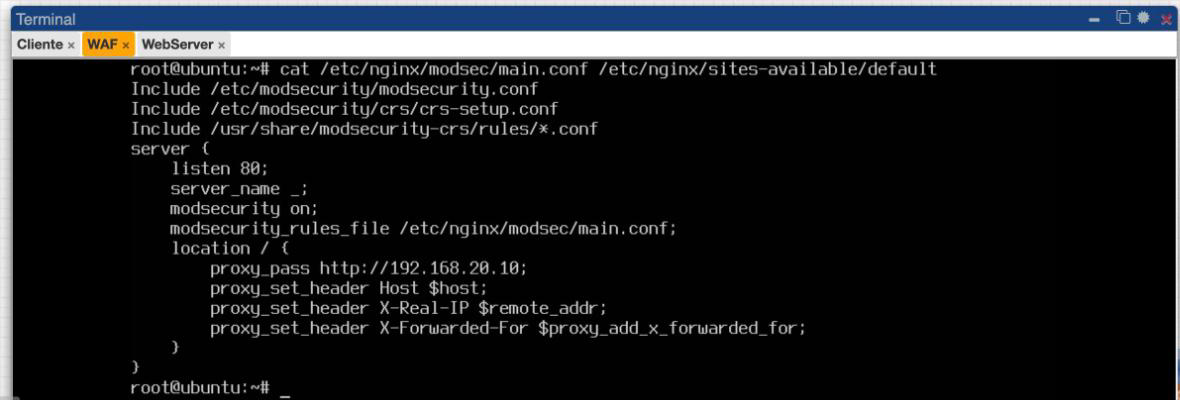 Terminal
Cliente × WAF × WebServer ×
root@ubuntu:~# cat /etc/nginx/modsec/main.conf /etc/nginx/sites-available/default
Include /etc/modsecurity/modsecurity.conf
Include /etc/modsecurity/crs/crs-setup.conf
Include /usr/share/modsecurity-crs/rules/*.conf
server {
    listen 80;
    server_name _;
    modsecurity on;
    modsecurity_rules_file /etc/nginx/modsec/main.conf;
    location / {
        proxy_pass http://192.168.20.10;
        proxy_set_header Host $host;
        proxy_set_header X-Real-IP $remote_addr;
        proxy_set_header X-Forwarded-For $proxy_add_x_forwarded_for;
    }
}
root@ubuntu:~# _